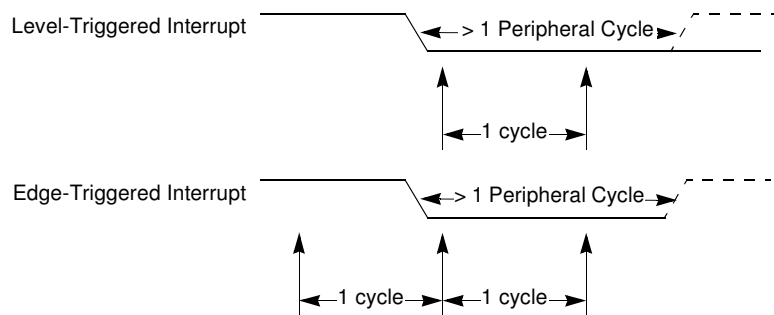 Level-Triggered Interrupt
> 1 Peripheral Cycle
1 cycle
Edge-Triggered Interrupt
> 1 Peripheral Cycle
1 cycle
1 cycle